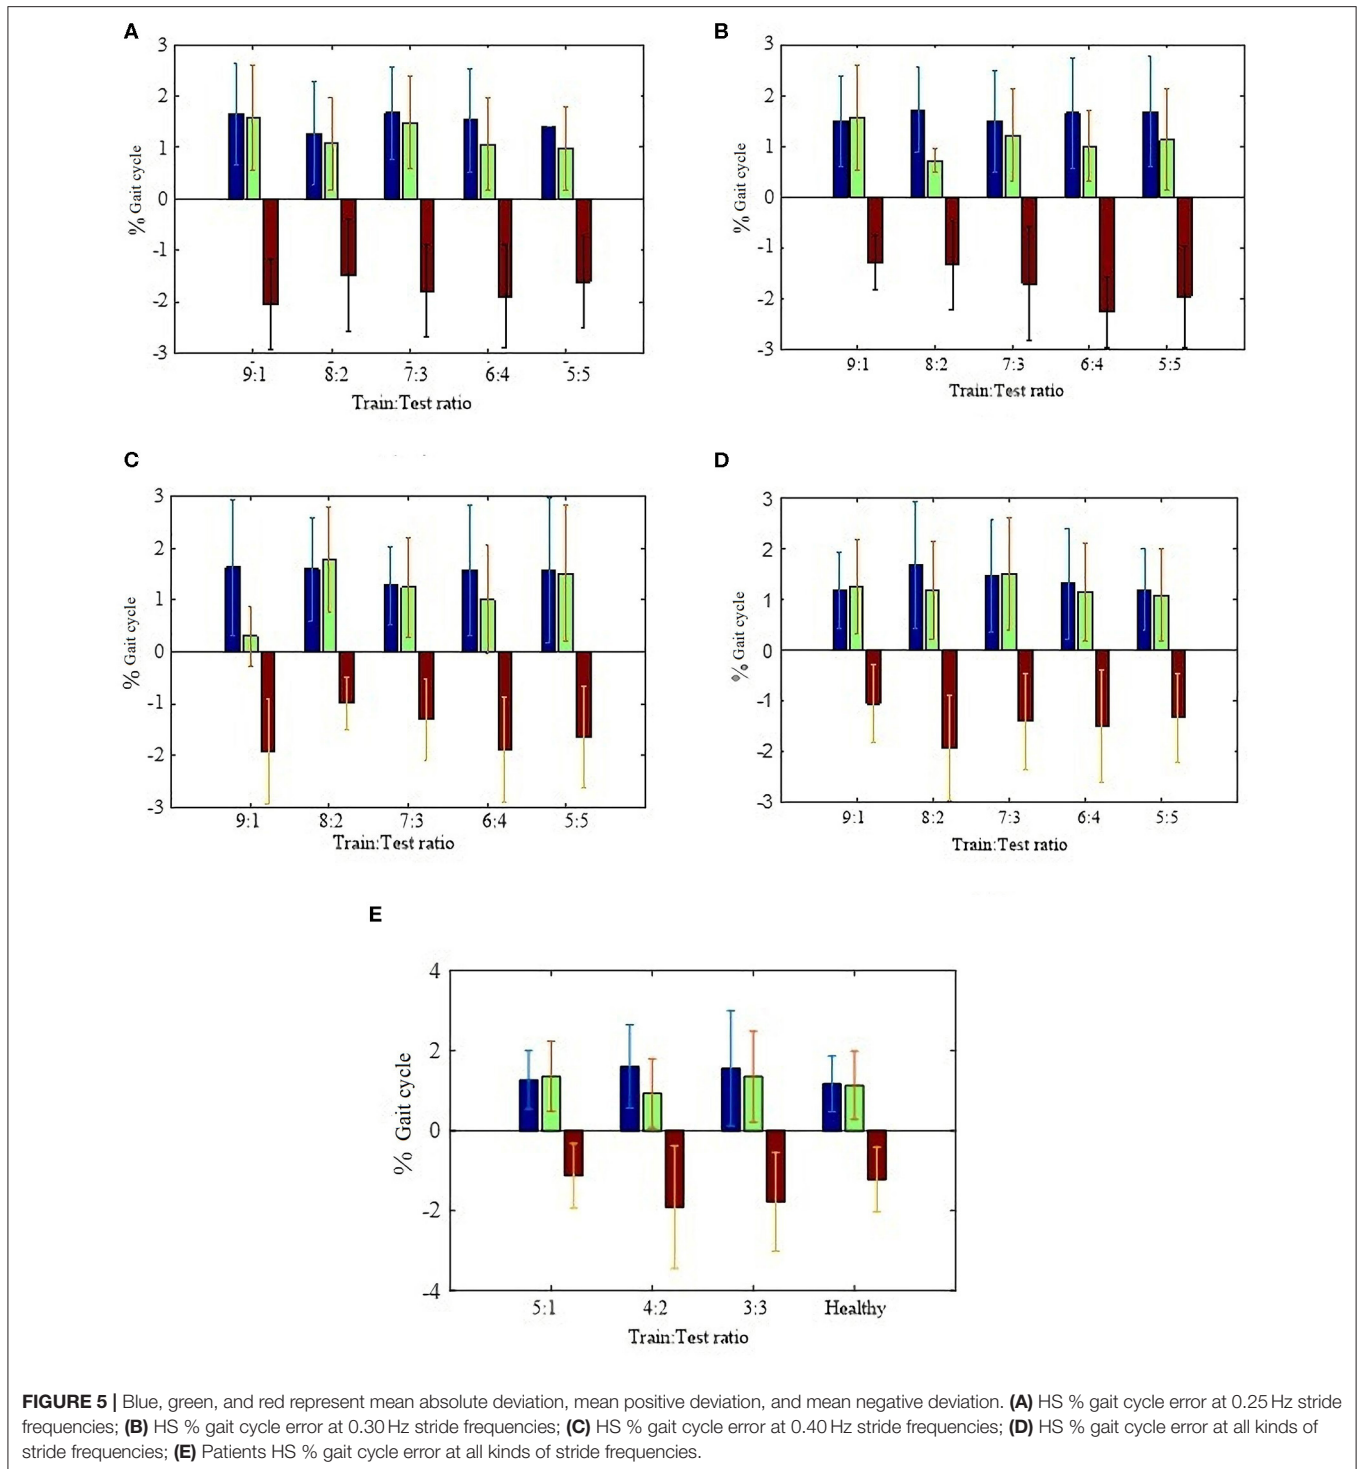 A
3
2
1
0
-1
-2
-3
% Gait cycle
9:1 8:2 7:3 6:4 5:5
Train:Test ratio
B
3
2
1
0
-1
-2
-3
% Gait cycle
9:1 8:2 7:3 6:4 5:5
Train:Test ratio
C
3
2
1
0
-1
-2
-3
% Gait cycle
9:1 8:2 7:3 6:4 5:5
Train:Test ratio
D
3
2
1
0
-1
-2
-3
% Gait cycle
9:1 8:2 7:3 6:4 5:5
Train:Test ratio
E
4
2
0
-2
-4
% Gait cycle
5:1 4:2 3:3 Healthy
Train:Test ratio
FIGURE 5 | Blue, green, and red represent mean absolute deviation, mean positive deviation, and mean negative deviation. (A) HS % gait cycle error at 0.25 Hz stride
frequencies; (B) HS % gait cycle error at 0.30 Hz stride frequencies; (C) HS % gait cycle error at 0.40 Hz stride frequencies; (D) HS % gait cycle error at all kinds of
stride frequencies; (E) Patients HS % gait cycle error at all kinds of stride frequencies.